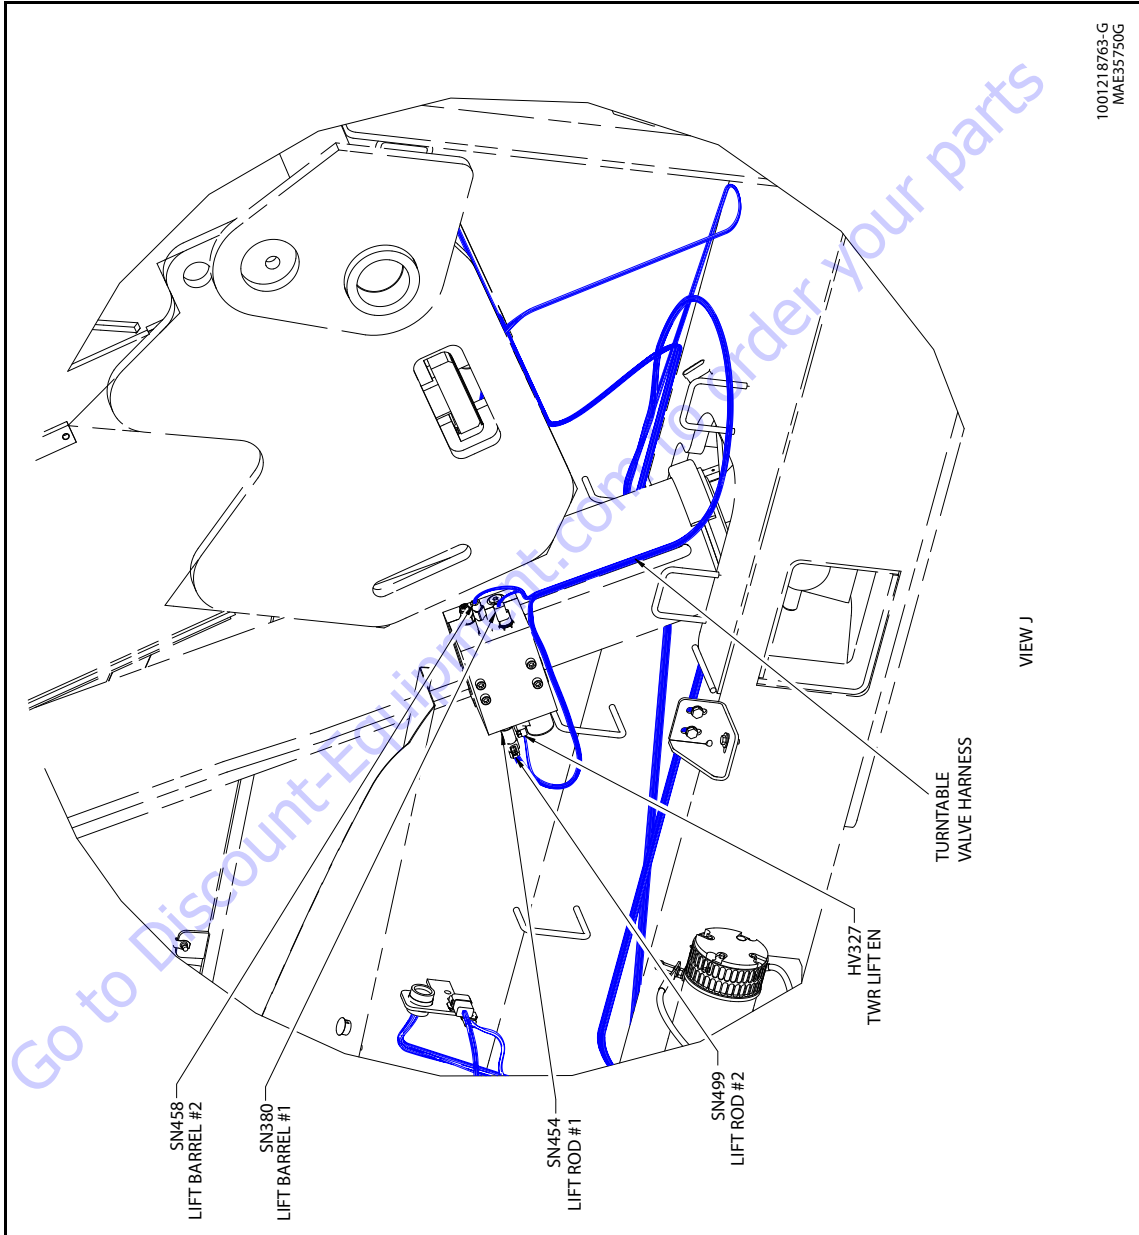 1001218763-G
MAE35750G
SN458
LIFT BARREL #2
SN380
LIFT BARREL #1
SN454
LIFT ROD #1
SN499
LIFT ROD #2
HV327
TWR LIFT EN
TURNTABLE
VALVE HARNESS
VIEW J
Go to Discount-Equipment.com to order your parts